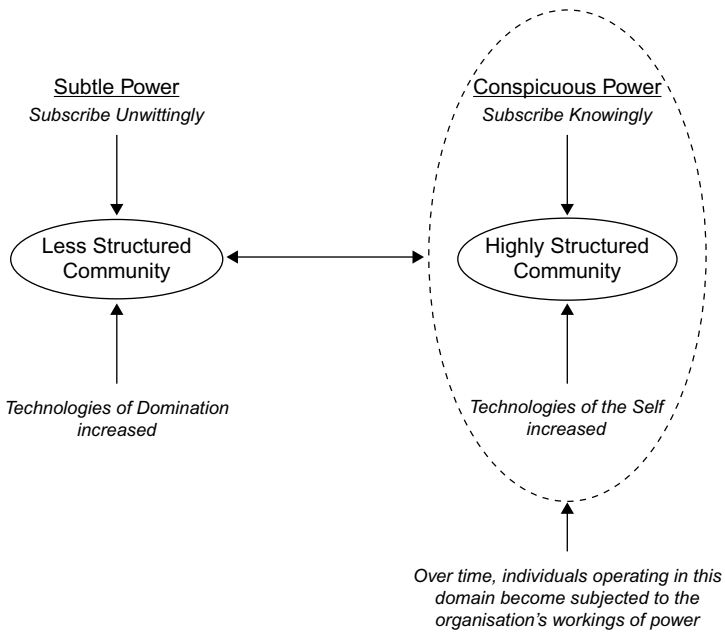 Subtle Power
Subscribe Unwittingly
Less Structured
Community
Technologies of Domination
increased
Conspicuous Power
Subscribe Knowingly
Highly Structured
Community
Technologies of the Self
increased
Over time, individuals operating in this
domain become subjected to the
organisation’s workings of power